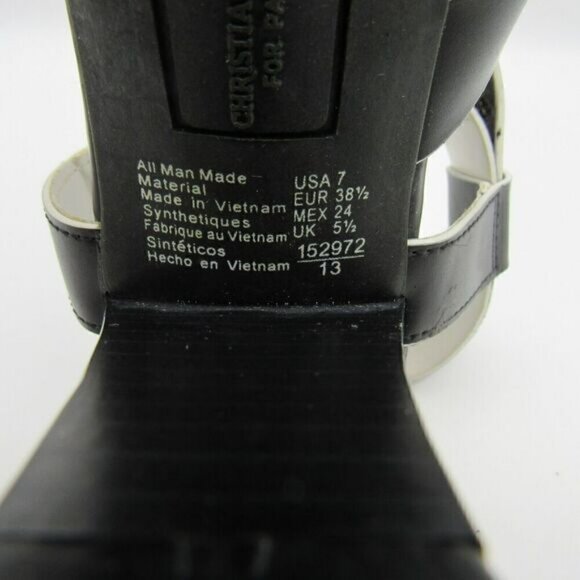 CHRISTIA
FOR PA
All Man Made
Material
Made in Vietnam
Synthetiques
Fabrique au Vietnam
Sintéticos
Hecho en Vietnam
USA 7
EUR 38½
MEX 24
UK 5½
152972
13